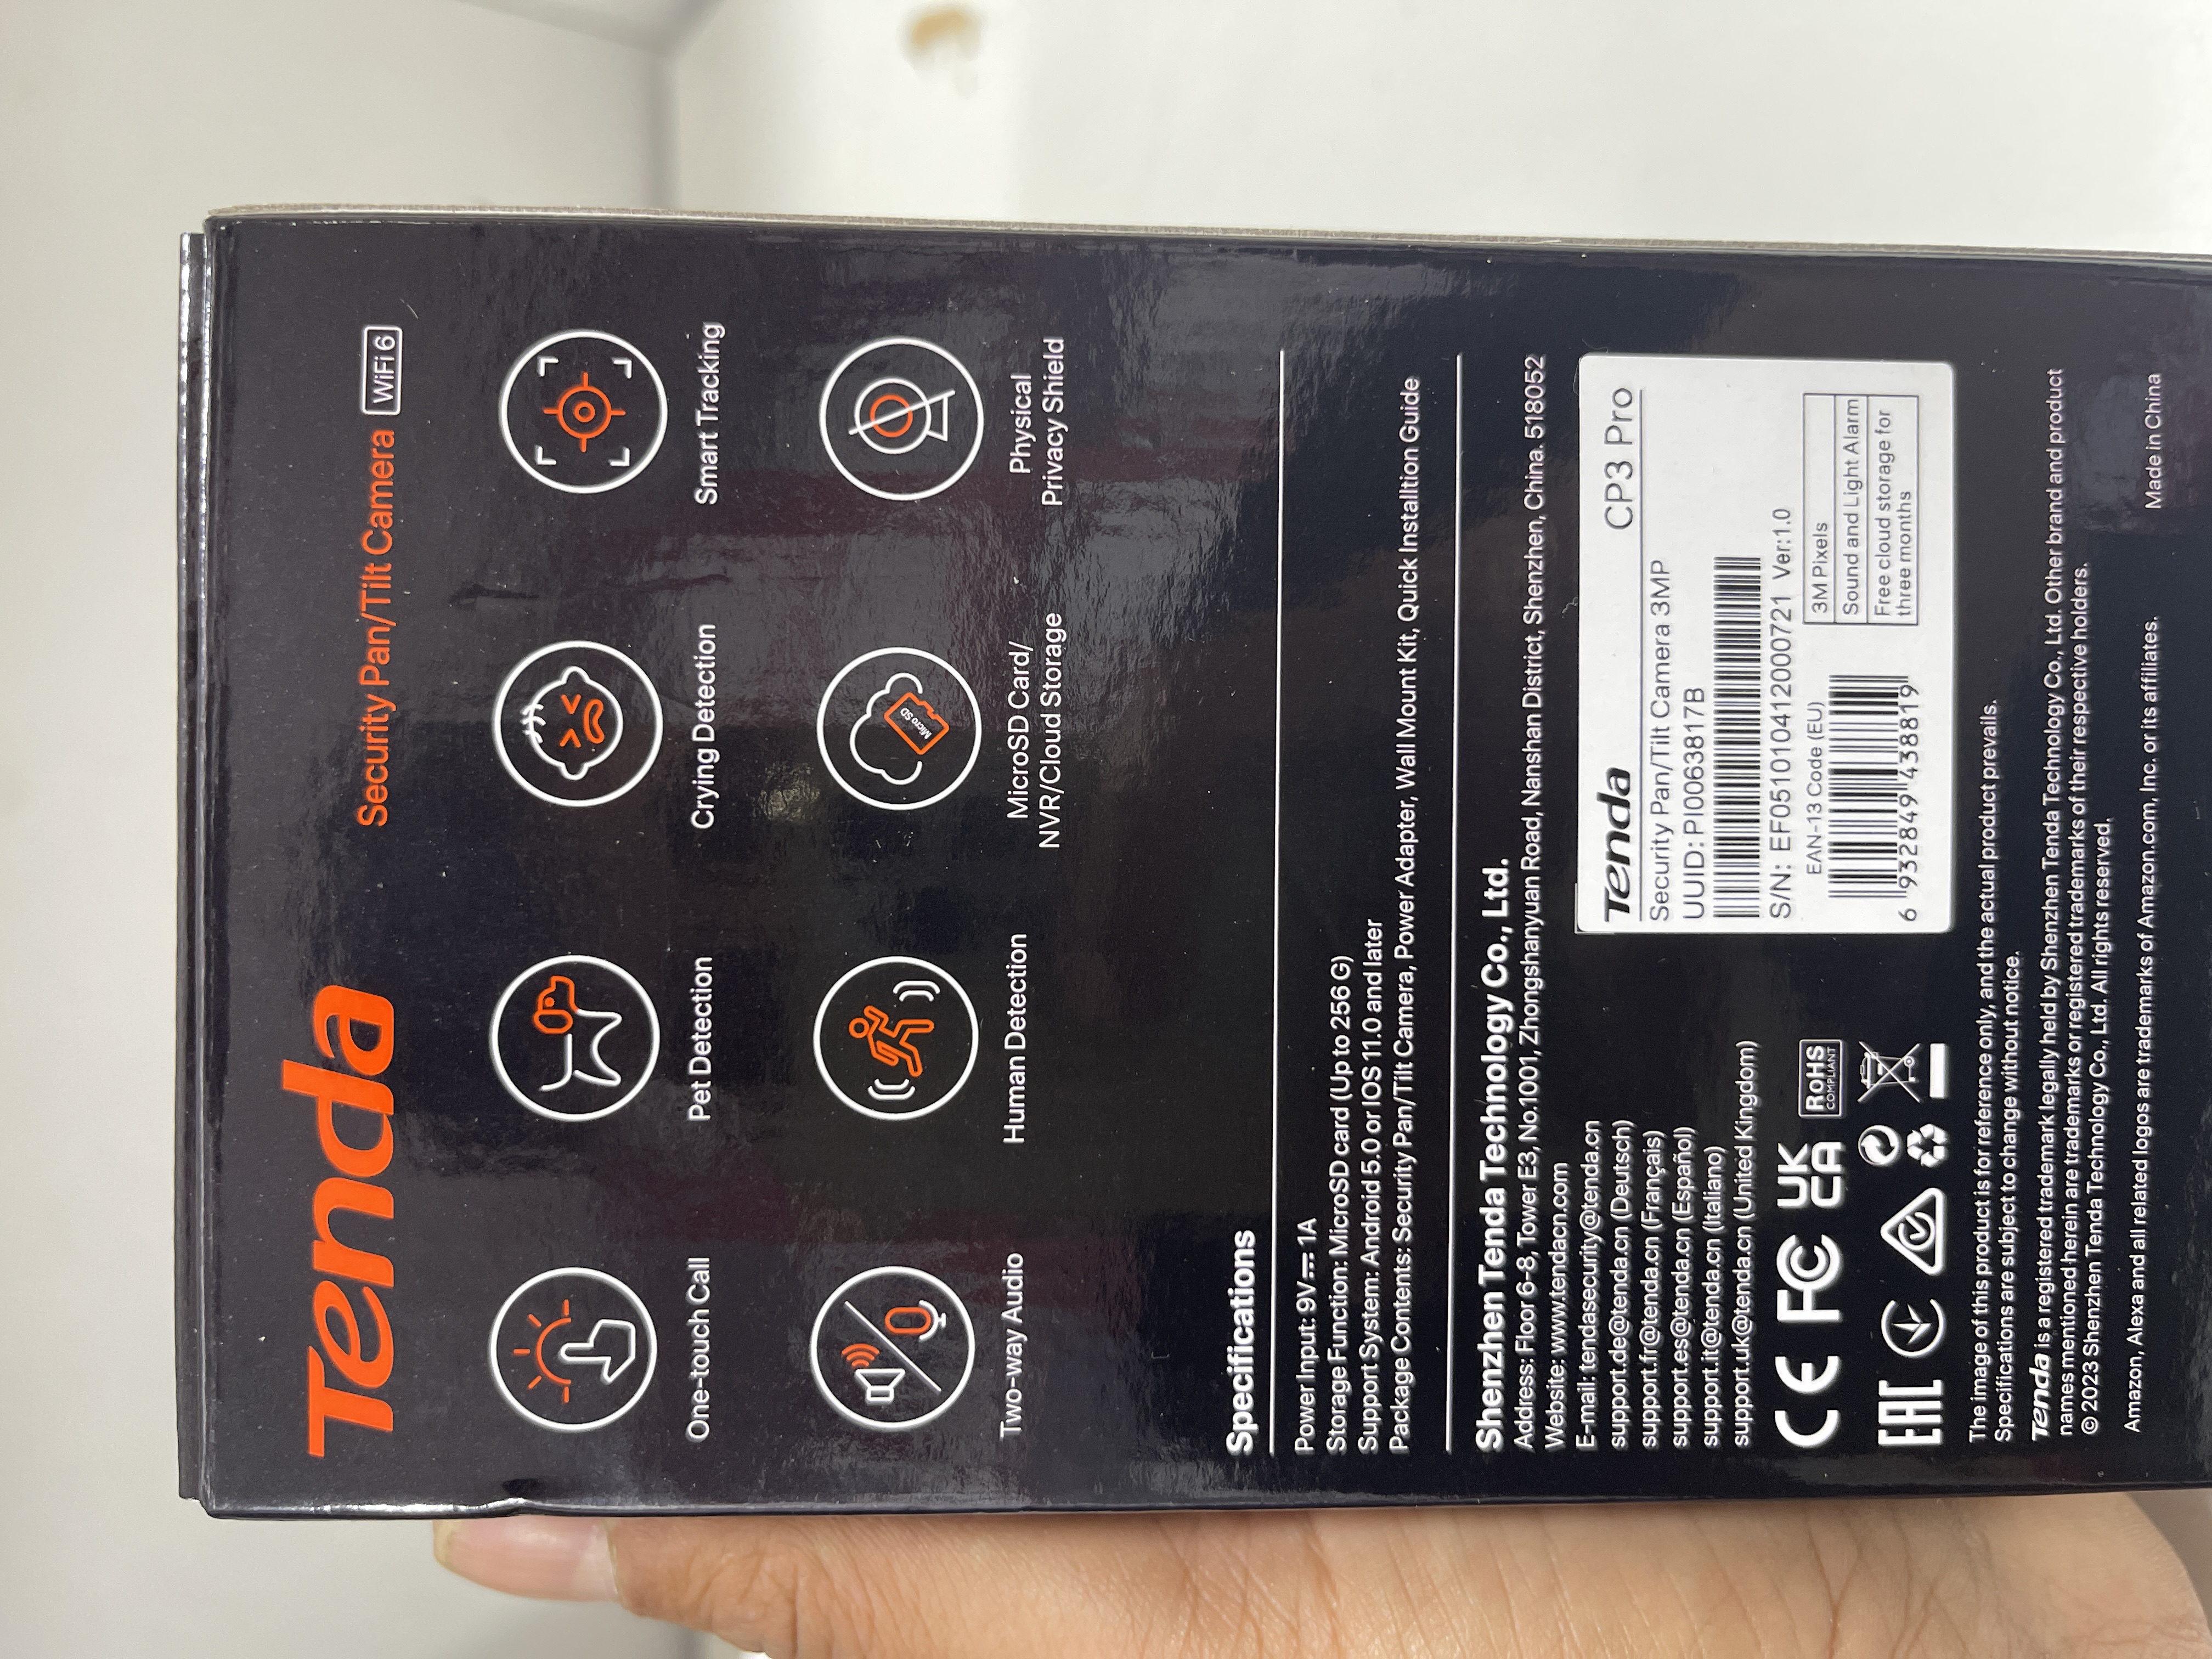 Tenda
Security Pan/Tilt Camera WiFi 6
One-touch Call
Pet Detection
Crying Detection
Smart Tracking
Two-way Audio
Human Detection
Micro SD
MicroSD Card/
NVR/Cloud Storage
Physical
Privacy Shield
Specifications
Power Input: 9V⎓1A
Storage Function: MicroSD card (Up to 256 G)
Support System: Android 5.0 or IOS 11.0 and later
Package Contents: Security Pan/Tilt Camera, Power Adapter, Wall Mount Kit, Quick Installtion Guide
Shenzhen Tenda Technology Co., Ltd.
Address: Floor 6-8, Tower E3, No.1001, Zhongshanyuan Road, Nanshan District, Shenzhen, China. 518052
Website: www.tendacn.com
E-mail: tendasecurity@tenda.cn
support.de@tenda.cn (Deutsch)
support.fr@tenda.cn (Français)
support.es@tenda.cn (Español)
support.it@tenda.cn (Italiano)
support.uk@tenda.cn (United Kingdom)
CE FC UK CA RoHS
COMPLIANT
EAC
Tenda CP3 Pro
Security Pan/Tilt Camera 3MP
UUID: PI0063817B
S/N: EF05101041200721 Ver:1.0
EAN-13 Code (EU)
6 932849 438819
3M Pixels
Sound and Light Alarm
Free cloud storage for
three months
The image of this product is for reference only, and the actual product prevails.
Specifications are subject to change without notice.
Tenda is a registered trademark legally held by Shenzhen Tenda Technology Co., Ltd. Other brand and product
names mentioned herein are trademarks or registered trademarks of their respective holders.
© 2023 Shenzhen Tenda Technology Co., Ltd. All rights reserved.
Amazon, Alexa and all related logos are trademarks of Amazon.com, Inc. or its affiliates.
Made in China